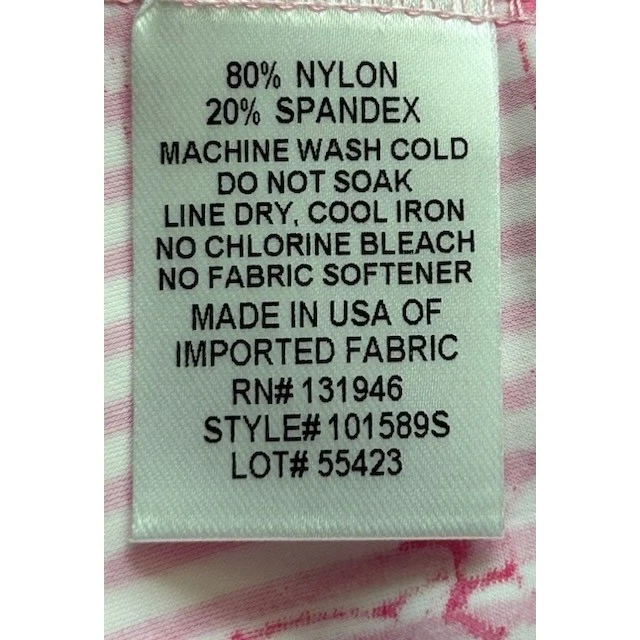 80% NYLON
20% SPANDEX
MACHINE WASH COLD
DO NOT SOAK
LINE DRY, COOL IRON
NO CHLORINE BLEACH
NO FABRIC SOFTENER
MADE IN USA OF
IMPORTED FABRIC
RN# 131946
STYLE# 101589S
LOT# 55423